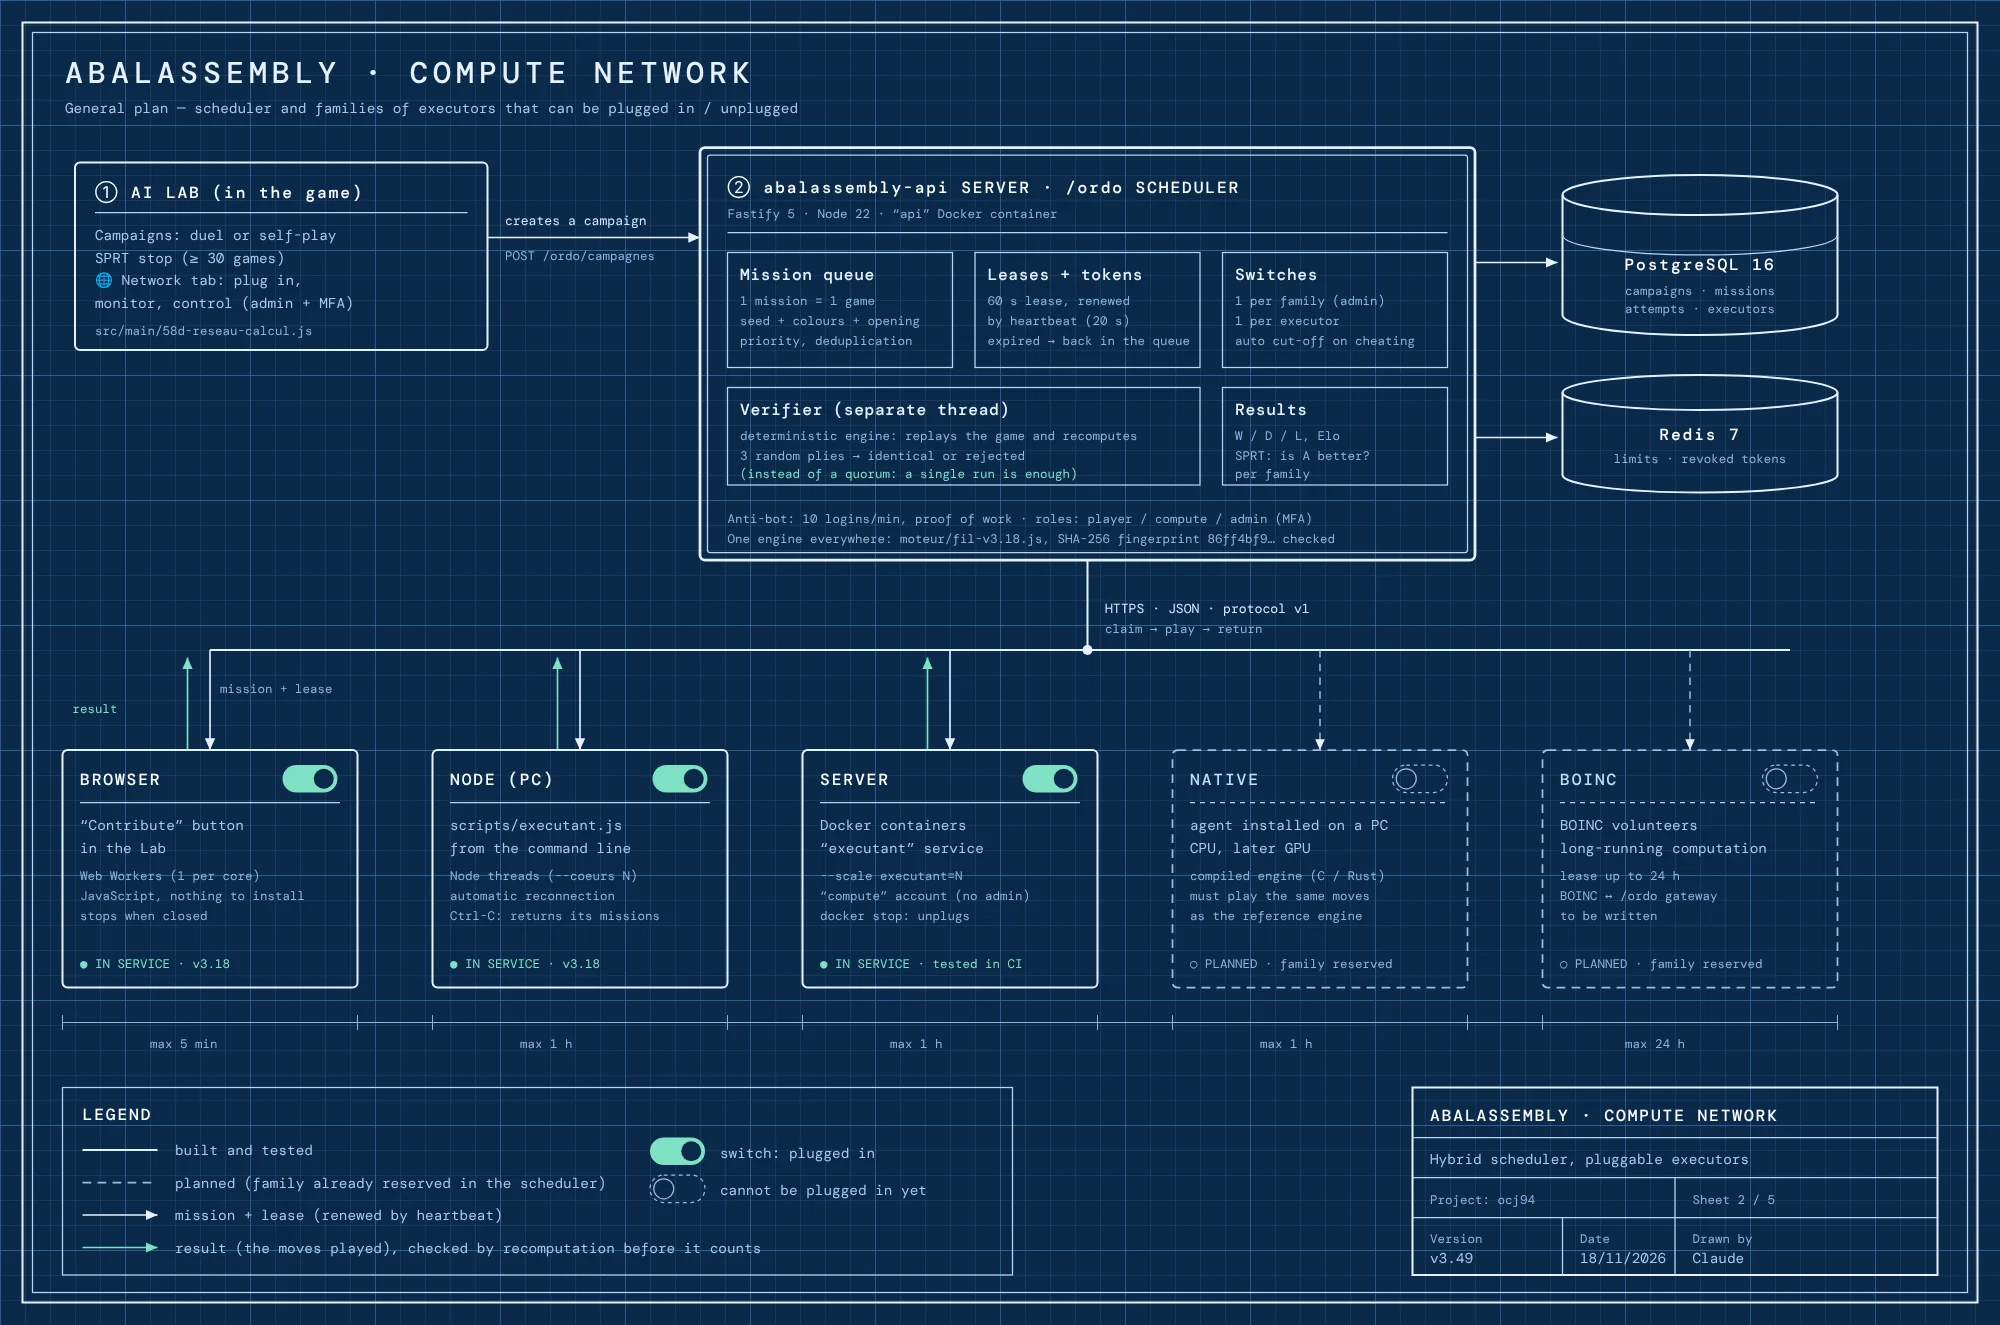 ABALASSEMBLY · COMPUTE NETWORK
General plan — scheduler and families of executors that can be plugged in / unplugged
① AI LAB (in the game)
Campaigns: duel or self-play
SPRT stop (≥ 30 games)
🌐 Network tab: plug in,
monitor, control (admin + MFA)
src/main/58d-reseau-calcul.js
creates a campaign
POST /ordo/campagnes
② abalassembly-api SERVER · /ordo SCHEDULER
Fastify 5 · Node 22 · “api” Docker container
Mission queue
1 mission = 1 game
seed + colours + opening
priority, deduplication
Leases + tokens
60 s lease, renewed
by heartbeat (20 s)
expired → back in the queue
Switches
1 per family (admin)
1 per executor
auto cut-off on cheating
Verifier (separate thread)
deterministic engine: replays the game and recomputes
3 random plies → identical or rejected
(instead of a quorum: a single run is enough)
Results
W / D / L, Elo
SPRT: is A better?
per family
Anti-bot: 10 logins/min, proof of work · roles: player / compute / admin (MFA)
One engine everywhere: moteur/fil-v3.18.js, SHA-256 fingerprint 86ff4bf9… checked
PostgreSQL 16
campaigns · missions
attempts · executors
Redis 7
limits · revoked tokens
HTTPS · JSON · protocol v1
claim → play → return
mission + lease
result
BROWSER
“Contribute” button
in the Lab
Web Workers (1 per core)
JavaScript, nothing to install
stops when closed
● IN SERVICE · v3.18
NODE (PC)
scripts/executant.js
from the command line
Node threads (--coeurs N)
automatic reconnection
Ctrl-C: returns its missions
● IN SERVICE · v3.18
SERVER
Docker containers
“executant” service
--scale executant=N
“compute” account (no admin)
docker stop: unplugs
● IN SERVICE · tested in CI
NATIVE
agent installed on a PC
CPU, later GPU
compiled engine (C / Rust)
must play the same moves
as the reference engine
○ PLANNED · family reserved
BOINC
BOINC volunteers
long-running computation
lease up to 24 h
BOINC ↔ /ordo gateway
to be written
○ PLANNED · family reserved
max 5 min
max 1 h
max 1 h
max 1 h
max 24 h
LEGEND
built and tested
planned (family already reserved in the scheduler)
mission + lease (renewed by heartbeat)
result (the moves played), checked by recomputation before it counts
switch: plugged in
cannot be plugged in yet
ABALASSEMBLY · COMPUTE NETWORK
Hybrid scheduler, pluggable executors
Project: ocj94
Sheet 2 / 5
Version
v3.49
Date
18/11/2026
Drawn by
Claude